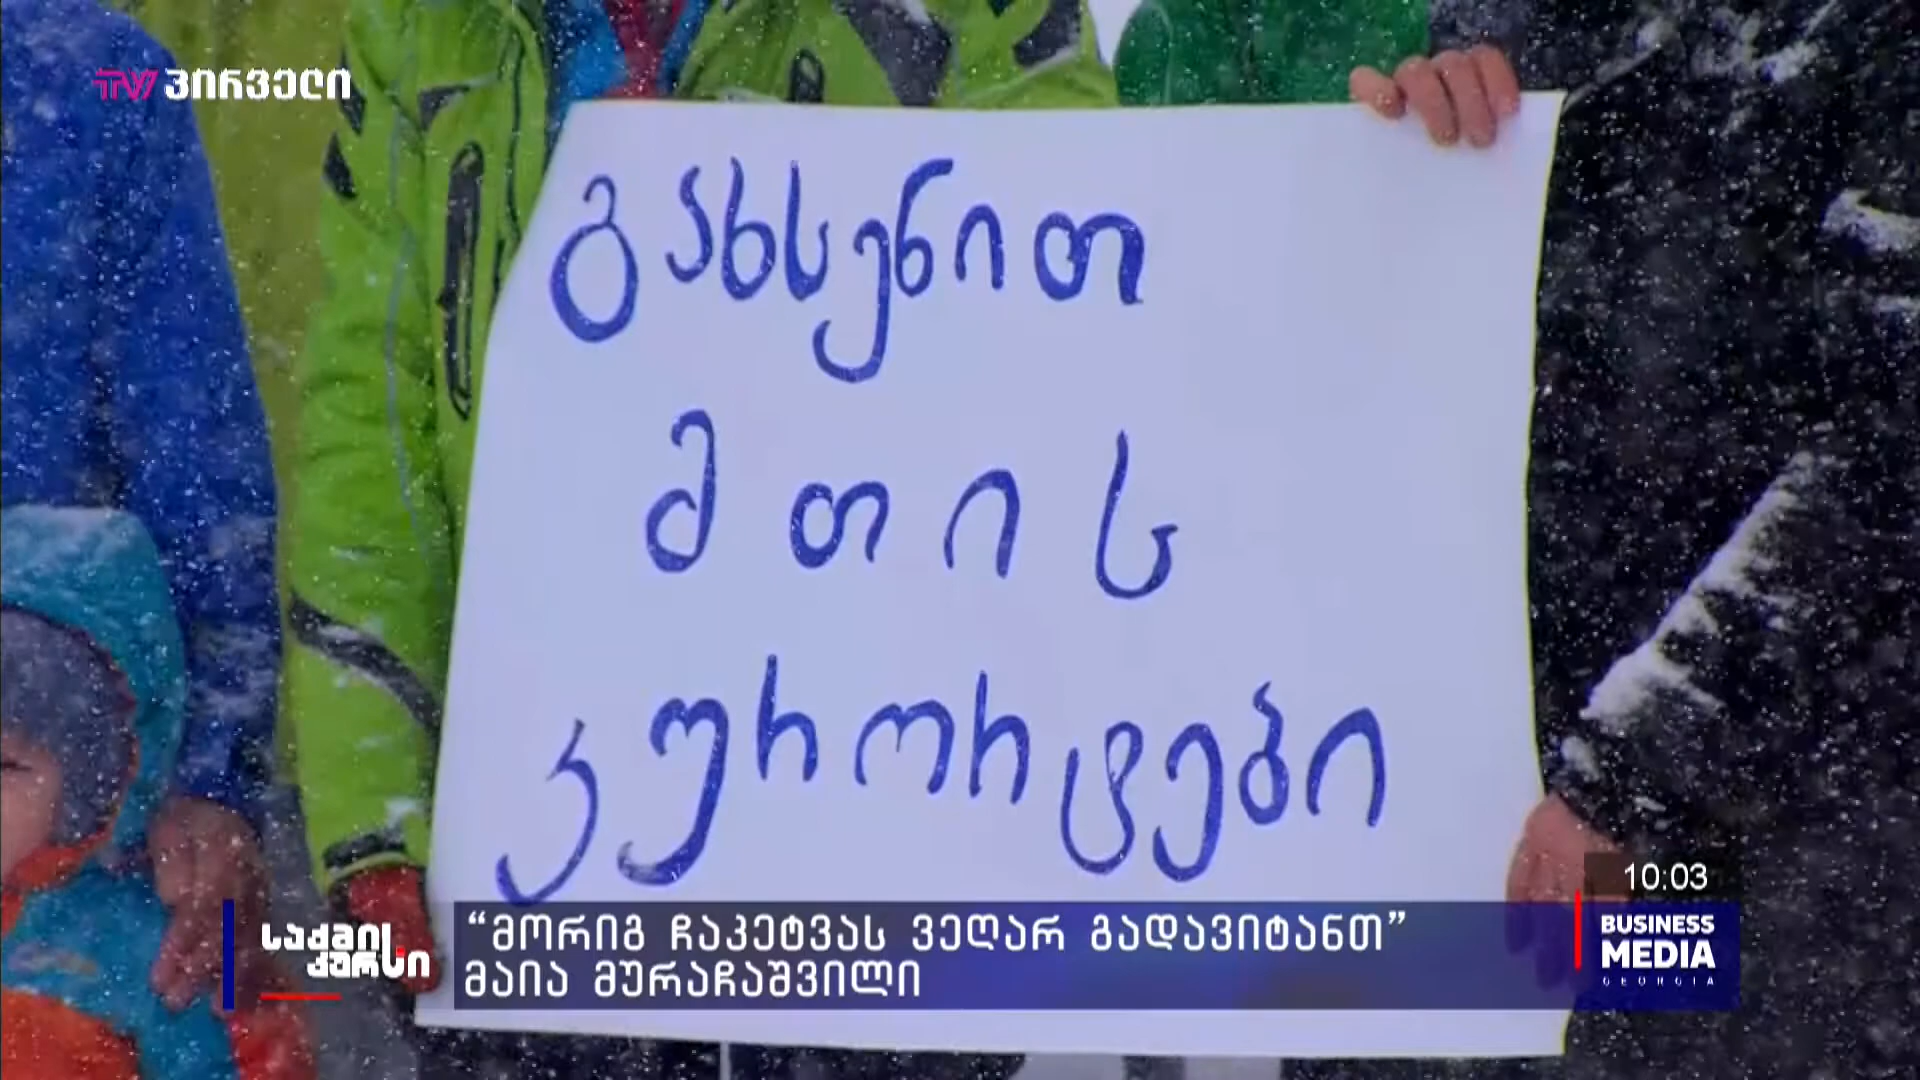 TV პირველი
გახსენით
მთის
კურორტები
10:03
საქმის კურსი
“მორიგ ჩაკეტვას ვეღარ გადავიტანთ”
მაია მურაჩაშვილი
BUSINESS
MEDIA
GEORGIA